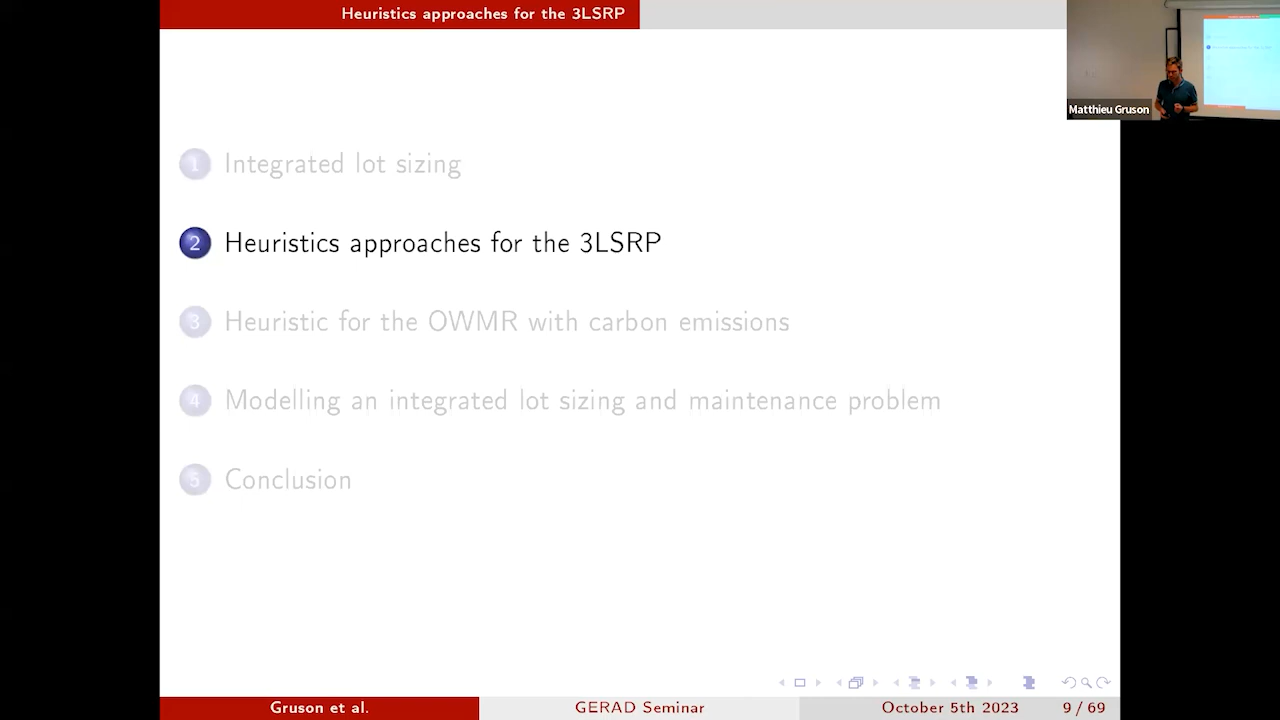 Heuristics approaches for the 3LSRP
Matthieu Gruson
1 Integrated lot sizing
2 Heuristics approaches for the 3LSRP
3 Heuristic for the OWMR with carbon emissions
4 Modelling an integrated lot sizing and maintenance problem
5 Conclusion
Gruson et al. GERAD Seminar October 5th 2023 9 / 69